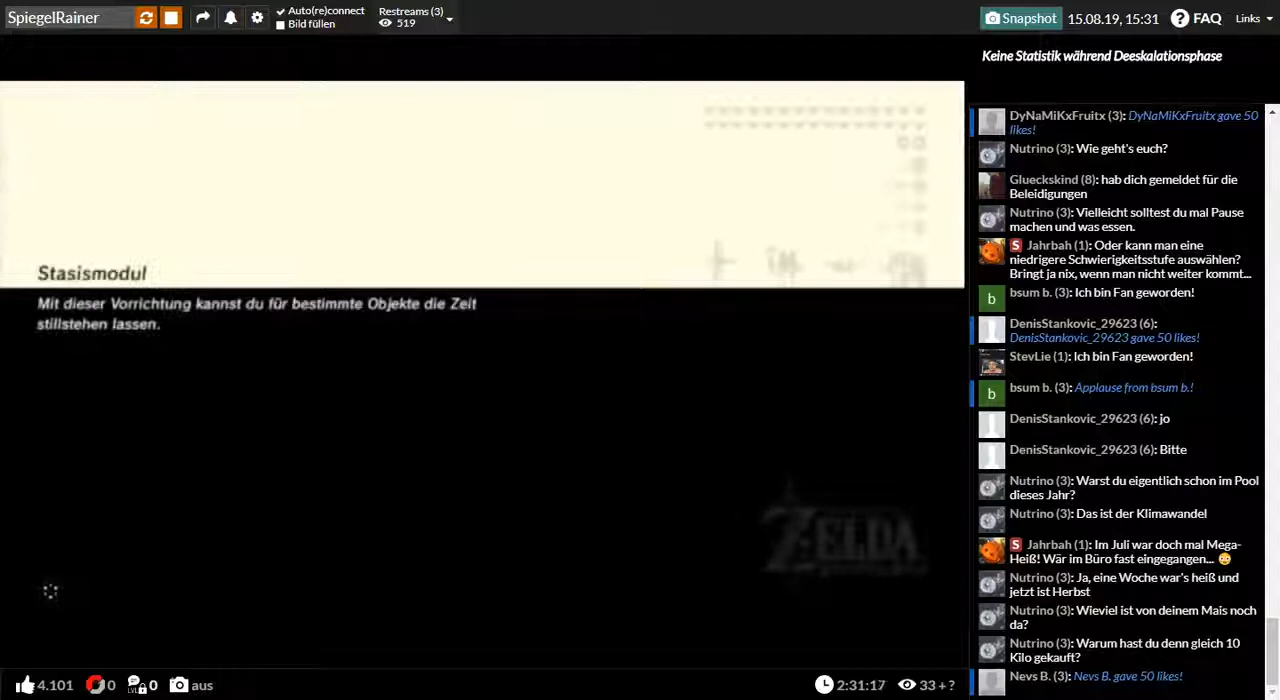 SpiegelRainer
Auto(re)connect
Bild füllen
Restreams (3)
519
Snapshot
15.08.19, 15:31
FAQ
Links
Keine Statistik während Deeskalationsphase
Stasismodul
Mit dieser Vorrichtung kannst du für bestimmte Objekte die Zeit
stillstehen lassen.
ZELDA
4.101
0
LVL
0
aus
2:31:17
33 + ?
DyNaMiKxFruitx (3): DyNaMiKxFruitx gave 50
likes!
Nutrino (3): Wie geht's euch?
Glueckskind (8): hab dich gemeldet für die
Beleidigungen
Nutrino (3): Vielleicht solltest du mal Pause
machen und was essen.
S Jahrbah (1): Oder kann man eine
niedrigere Schwierigkeitsstufe auswählen?
Bringt ja nix, wenn man nicht weiter kommt...
b
bsum b. (3): Ich bin Fan geworden!
DenisStankovic_29623 (6):
DenisStankovic_29623 gave 50 likes!
StevLie (1): Ich bin Fan geworden!
b
bsum b. (3): Applause from bsum b.!
DenisStankovic_29623 (6): jo
DenisStankovic_29623 (6): Bitte
Nutrino (3): Warst du eigentlich schon im Pool
dieses Jahr?
Nutrino (3): Das ist der Klimawandel
S Jahrbah (1): Im Juli war doch mal Mega-
Heiß! Wär im Büro fast eingegangen... 😳
Nutrino (3): Ja, eine Woche war's heiß und
jetzt ist Herbst
Nutrino (3): Wieviel ist von deinem Mais noch
da?
Nutrino (3): Warum hast du denn gleich 10
Kilo gekauft?
Nevs B. (3): Nevs B. gave 50 likes!